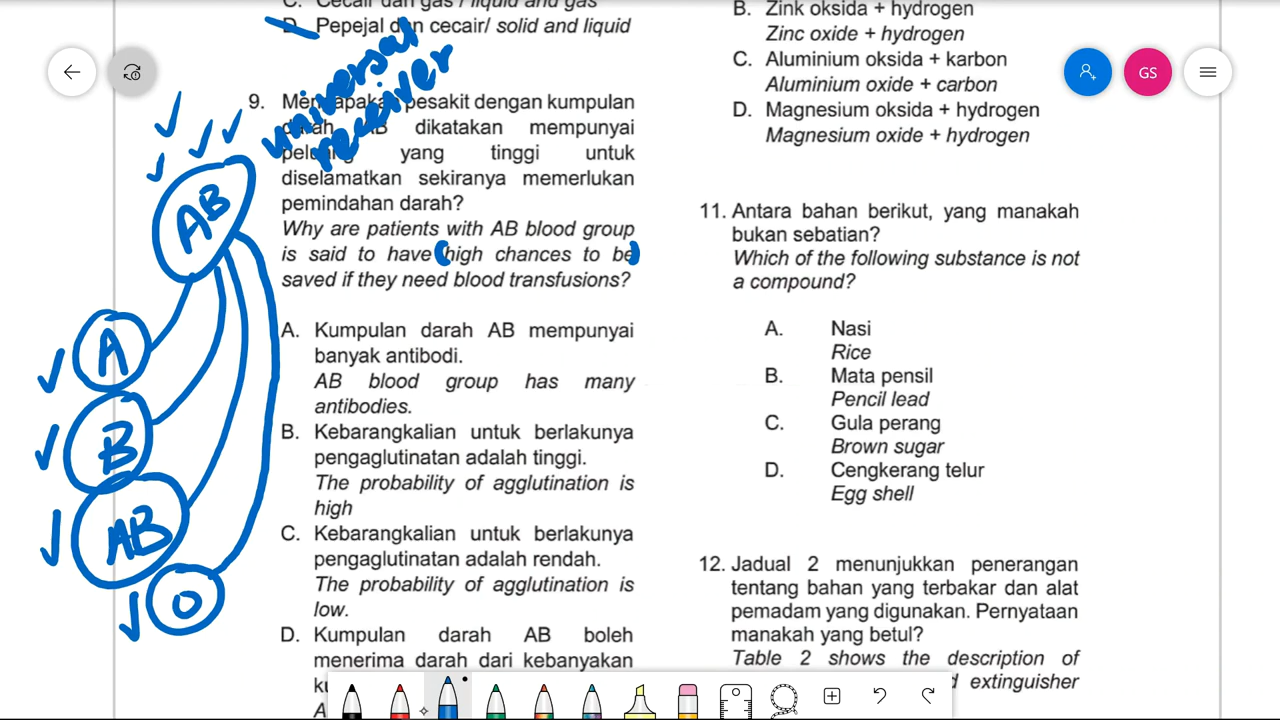 C. Cecair dan gas / liquid and gas
D. Pepejal dan cecair/ solid and liquid
universal
receiver
9. Mengapakah pesakit dengan kumpulan
darah AB dikatakan mempunyai
peluang yang tinggi untuk
diselamatkan sekiranya memerlukan
pemindahan darah?
Why are patients with AB blood group
is said to have high chances to be
saved if they need blood transfusions?
AB
A
B
AB
O
A. Kumpulan darah AB mempunyai
banyak antibodi.
AB blood group has many
antibodies.
B. Kebarangkalian untuk berlakunya
pengaglutinatan adalah tinggi.
The probability of agglutination is
high
C. Kebarangkalian untuk berlakunya
pengaglutinatan adalah rendah.
The probability of agglutination is
low.
D. Kumpulan darah AB boleh
menerima darah dari kebanyakan
B. Zink oksida + hidrogen
Zinc oxide + hydrogen
C. Aluminium oksida + karbon
Aluminium oxide + carbon
D. Magnesium oksida + hidrogen
Magnesium oxide + hydrogen
GS
11. Antara bahan berikut, yang manakah
bukan sebatian?
Which of the following substance is not
a compound?
A. Nasi
Rice
B. Mata pensil
Pencil lead
C. Gula perang
Brown sugar
D. Cengkerang telur
Egg shell
12. Jadual 2 menunjukkan penerangan
tentang bahan yang terbakar dan alat
pemadam yang digunakan. Pernyataan
manakah yang betul?
Table 2 shows the description of
extinguisher